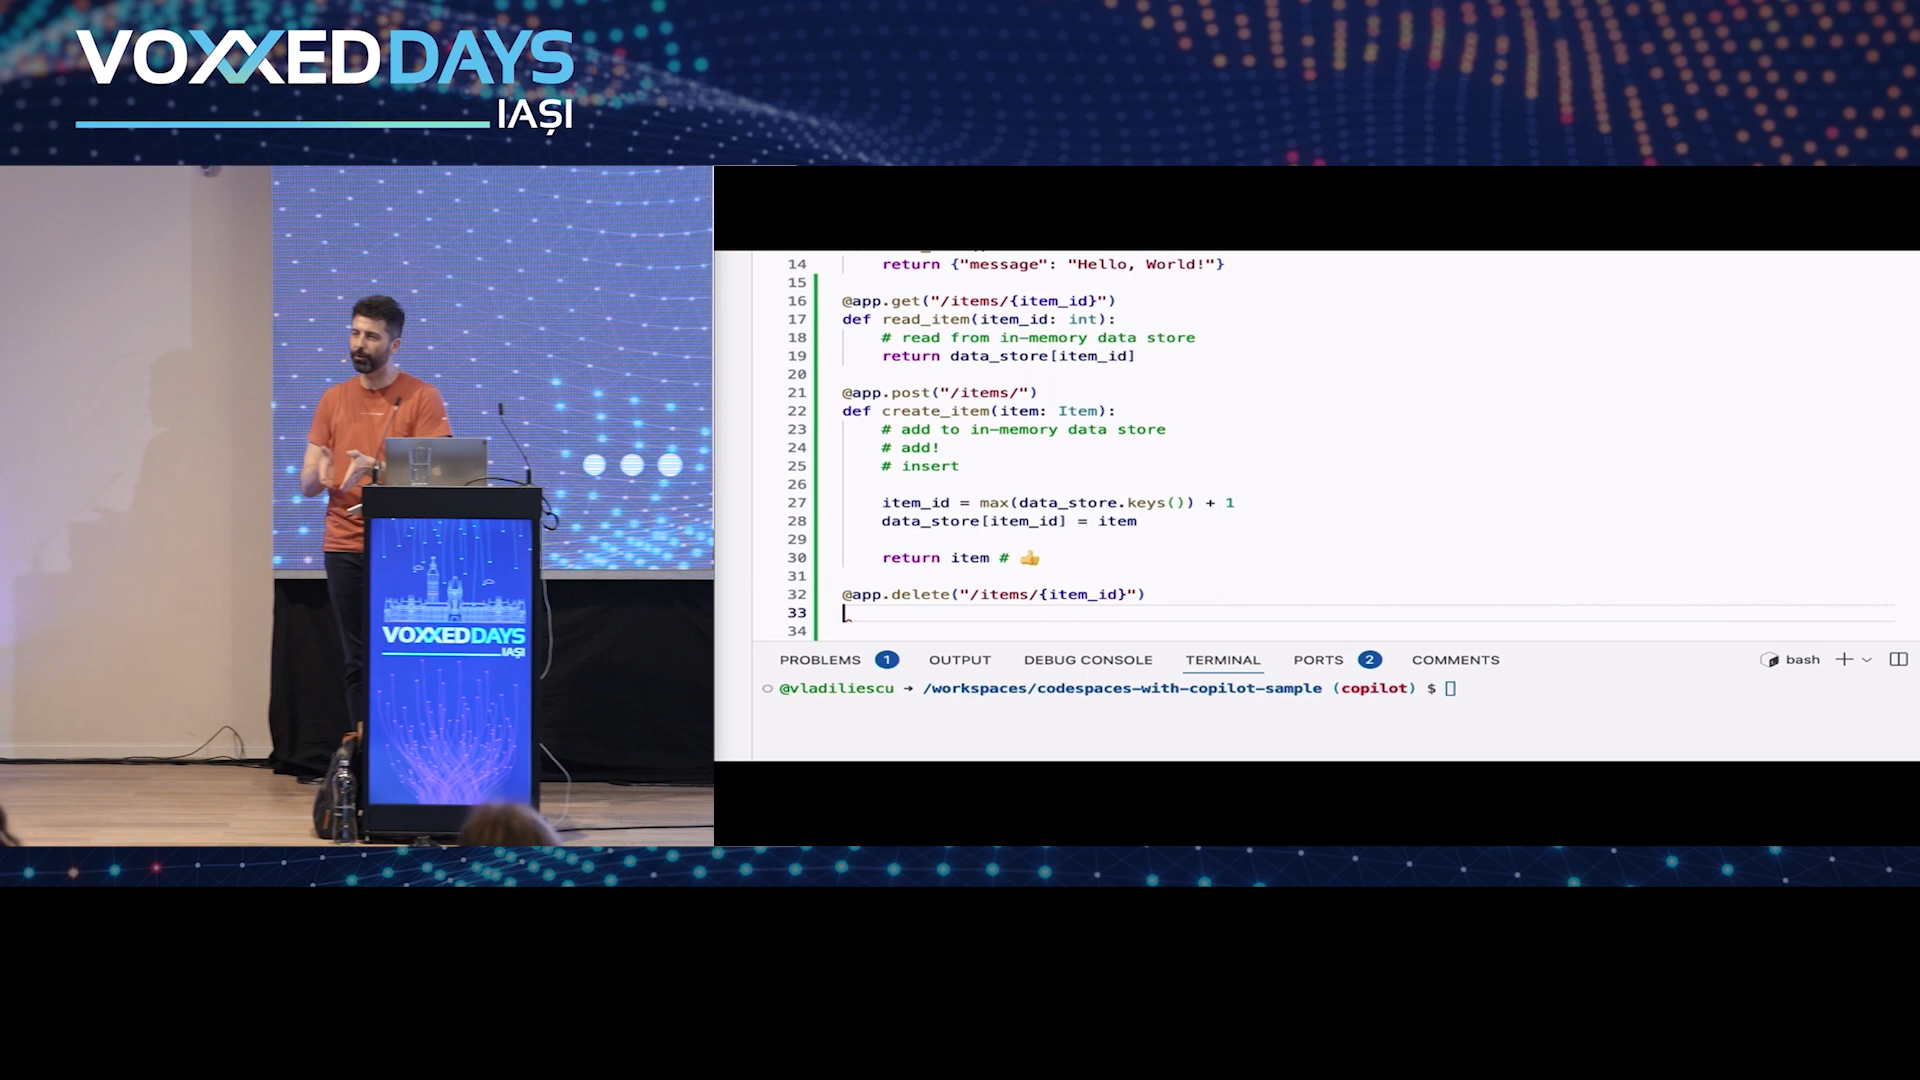 VOXXEDDAYS
IAȘI
14 return {"message": "Hello, World!"}
15
16 @app.get("/items/{item_id}")
17 def read_item(item_id: int):
18 # read from in-memory data store
19 return data_store[item_id]
20
21 @app.post("/items/")
22 def create_item(item: Item):
23 # add to in-memory data store
24 # add!
25 # insert
26
27 item_id = max(data_store.keys()) + 1
28 data_store[item_id] = item
29
30 return item # 👍
31
32 @app.delete("/items/{item_id}")
33
34
PROBLEMS 1 OUTPUT DEBUG CONSOLE TERMINAL PORTS 2 COMMENTS bash
@vladiliescu → /workspaces/codespaces-with-copilot-sample (copilot) $
VOXXEDDAYS
IAȘI